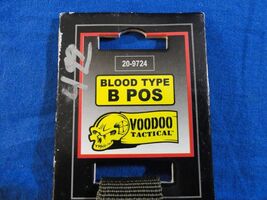 20-9724
BLOOD TYPE
B POS
VOODOO
TACTICAL